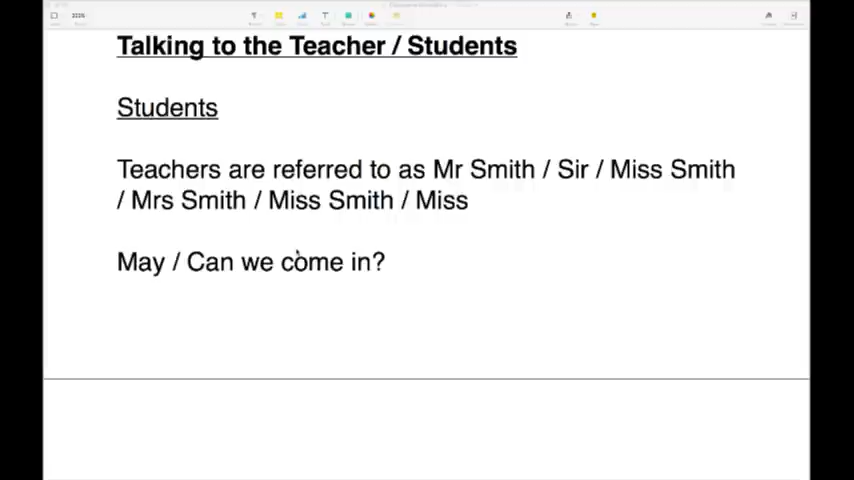 Talking to the Teacher / Students
Students
Teachers are referred to as Mr Smith / Sir / Miss Smith
/ Mrs Smith / Miss Smith / Miss
May / Can we come in?